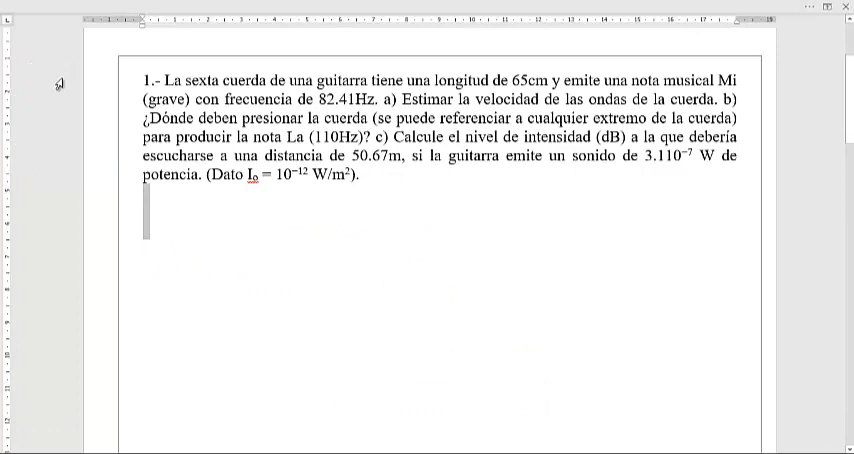 1.- La sexta cuerda de una guitarra tiene una longitud de 65cm y emite una nota musical Mi
(grave) con frecuencia de 82.41Hz. a) Estimar la velocidad de las ondas de la cuerda. b)
¿Dónde deben presionar la cuerda (se puede referenciar a cualquier extremo de la cuerda)
para producir la nota La (110Hz)? c) Calcule el nivel de intensidad (dB) a la que debería
escucharse a una distancia de 50.67m, si la guitarra emite un sonido de 3.110⁻⁷ W de
potencia. (Dato I₀ = 10⁻¹² W/m²).